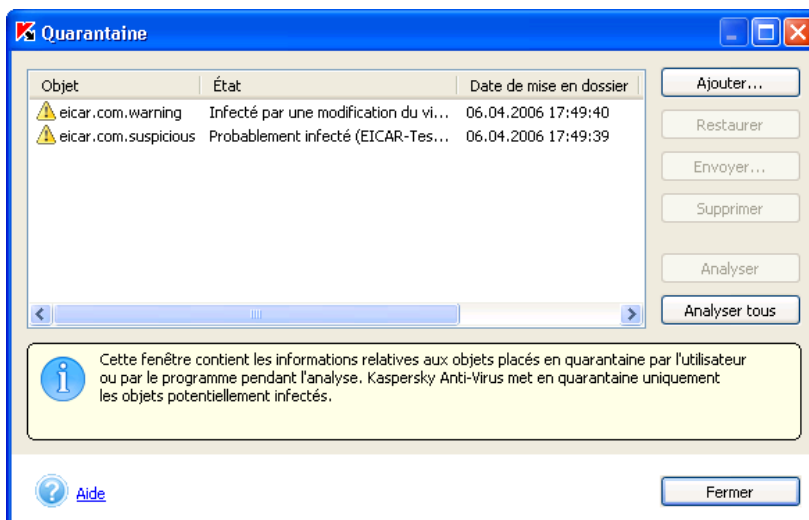 Quarantaine
Objet État Date de mise en dossier
eicar.com.warning Infecté par une modification du vi... 06.04.2006 17:49:40
eicar.com.suspicious Probablement infecté (EICAR-Tes... 06.04.2006 17:49:39
Ajouter...
Restaurer
Envoyer...
Supprimer
Analyser
Analyser tous
Cette fenêtre contient les informations relatives aux objets placés en quarantaine par l'utilisateur
ou par le programme pendant l'analyse. Kaspersky Anti-Virus met en quarantaine uniquement
les objets potentiellement infectés.
Aide
Fermer